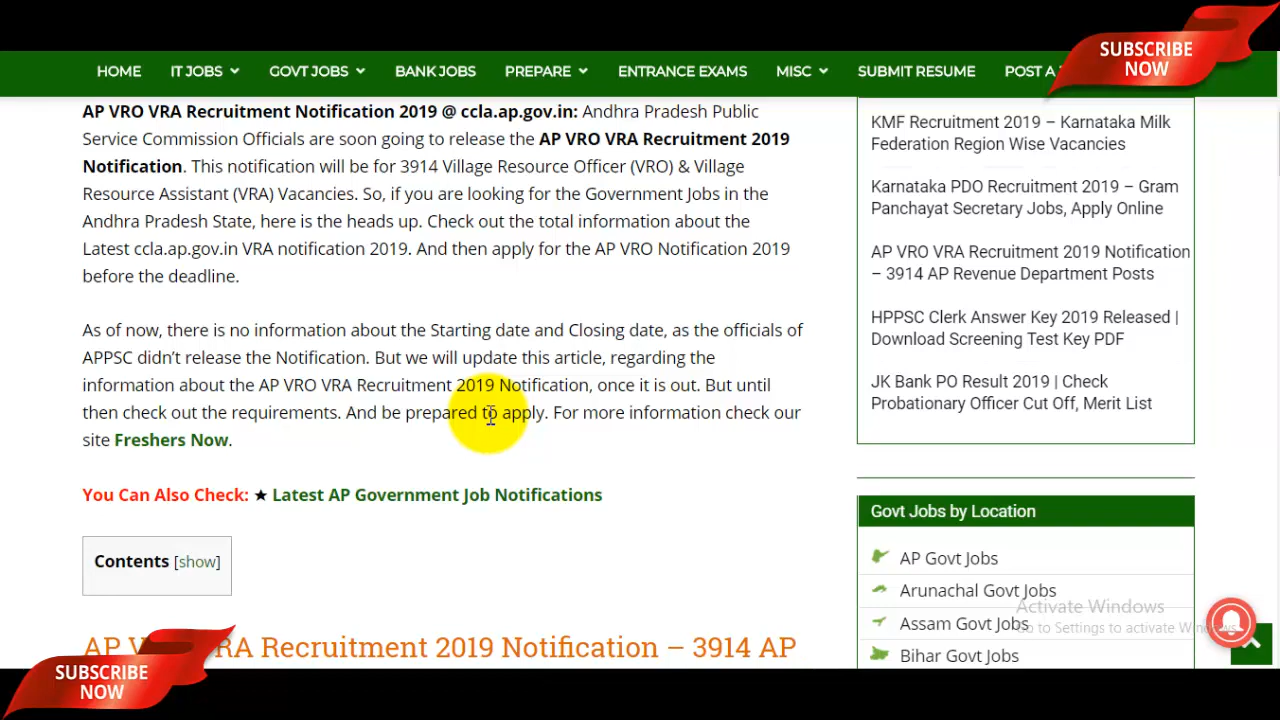 SUBSCRIBE
NOW
HOME IT JOBS GOVT JOBS BANK JOBS PREPARE ENTRANCE EXAMS MISC SUBMIT RESUME POST A
AP VRO VRA Recruitment Notification 2019 @ ccla.ap.gov.in: Andhra Pradesh Public
Service Commission Officials are soon going to release the AP VRO VRA Recruitment 2019
Notification. This notification will be for 3914 Village Resource Officer (VRO) & Village
Resource Assistant (VRA) Vacancies. So, if you are looking for the Government Jobs in the
Andhra Pradesh State, here is the heads up. Check out the total information about the
Latest ccla.ap.gov.in VRA notification 2019. And then apply for the AP VRO Notification 2019
before the deadline.
As of now, there is no information about the Starting date and Closing date, as the officials of
APPSC didn't release the Notification. But we will update this article, regarding the
information about the AP VRO VRA Recruitment 2019 Notification, once it is out. But until
then check out the requirements. And be prepared to apply. For more information check our
site Freshers Now.
You Can Also Check: ★ Latest AP Government Job Notifications
Contents [show]
AP V RA Recruitment 2019 Notification – 3914 AP
SUBSCRIBE
NOW
KMF Recruitment 2019 – Karnataka Milk
Federation Region Wise Vacancies
Karnataka PDO Recruitment 2019 – Gram
Panchayat Secretary Jobs, Apply Online
AP VRO VRA Recruitment 2019 Notification
– 3914 AP Revenue Department Posts
HPPSC Clerk Answer Key 2019 Released |
Download Screening Test Key PDF
JK Bank PO Result 2019 | Check
Probationary Officer Cut Off, Merit List
Govt Jobs by Location
AP Govt Jobs
Arunachal Govt Jobs
Assam Govt Jobs
Bihar Govt Jobs
Activate Windows
Go to Settings to activate Windows.